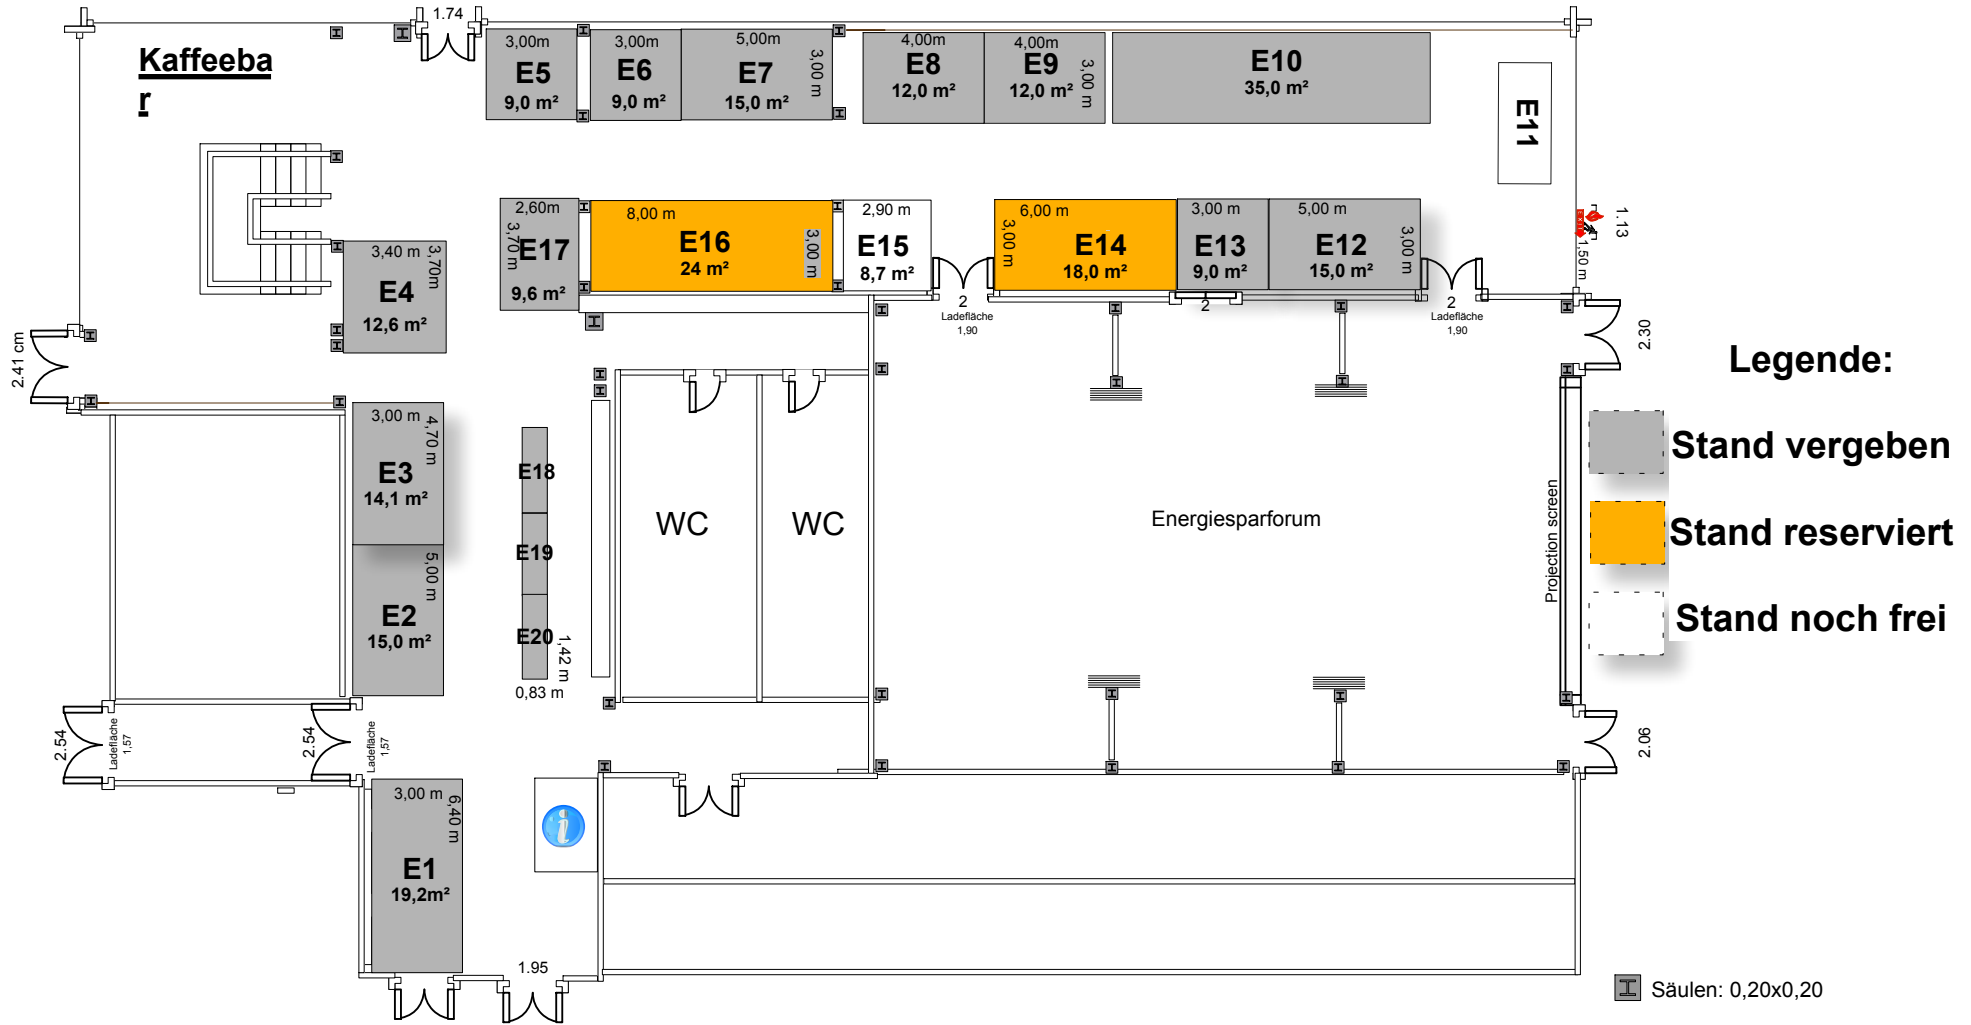 1.74
Kaffeeba
r
3,00m
E5
9,0 m²
3,00m
E6
9,0 m²
5,00m
E7
15,0 m²
3,00 m
4,00m
E8
12,0 m²
4,00m
E9
12,0 m²
3,00 m
E10
35,0 m²
E11
2,60m
3,70 m
E17
9,6 m²
8,00 m
E16
24 m²
3,00 m
2,90 m
E15
8,7 m²
6,00 m
3,00 m
E14
18,0 m²
3,00 m
E13
9,0 m²
5,00 m
E12
15,0 m²
3,00 m
EXIT
1.13
1,50 m
3,40 m
3,70m
E4
12,6 m²
2
Ladefläche
1,90
2
2
Ladefläche
1,90
2.41 cm
2.30
Legende:
Stand vergeben
Stand reserviert
Stand noch frei
3,00 m
4,70 m
E3
14,1 m²
5,00 m
E2
15,0 m²
E18
E19
E20
1,42 m
0,83 m
WC
WC
Energiesparforum
Projection screen
2.54
Ladefläche
1,57
2.54
Ladefläche
1,57
2.06
3,00 m
6,40 m
E1
19,2m²
i
1.95
Säulen: 0,20x0,20